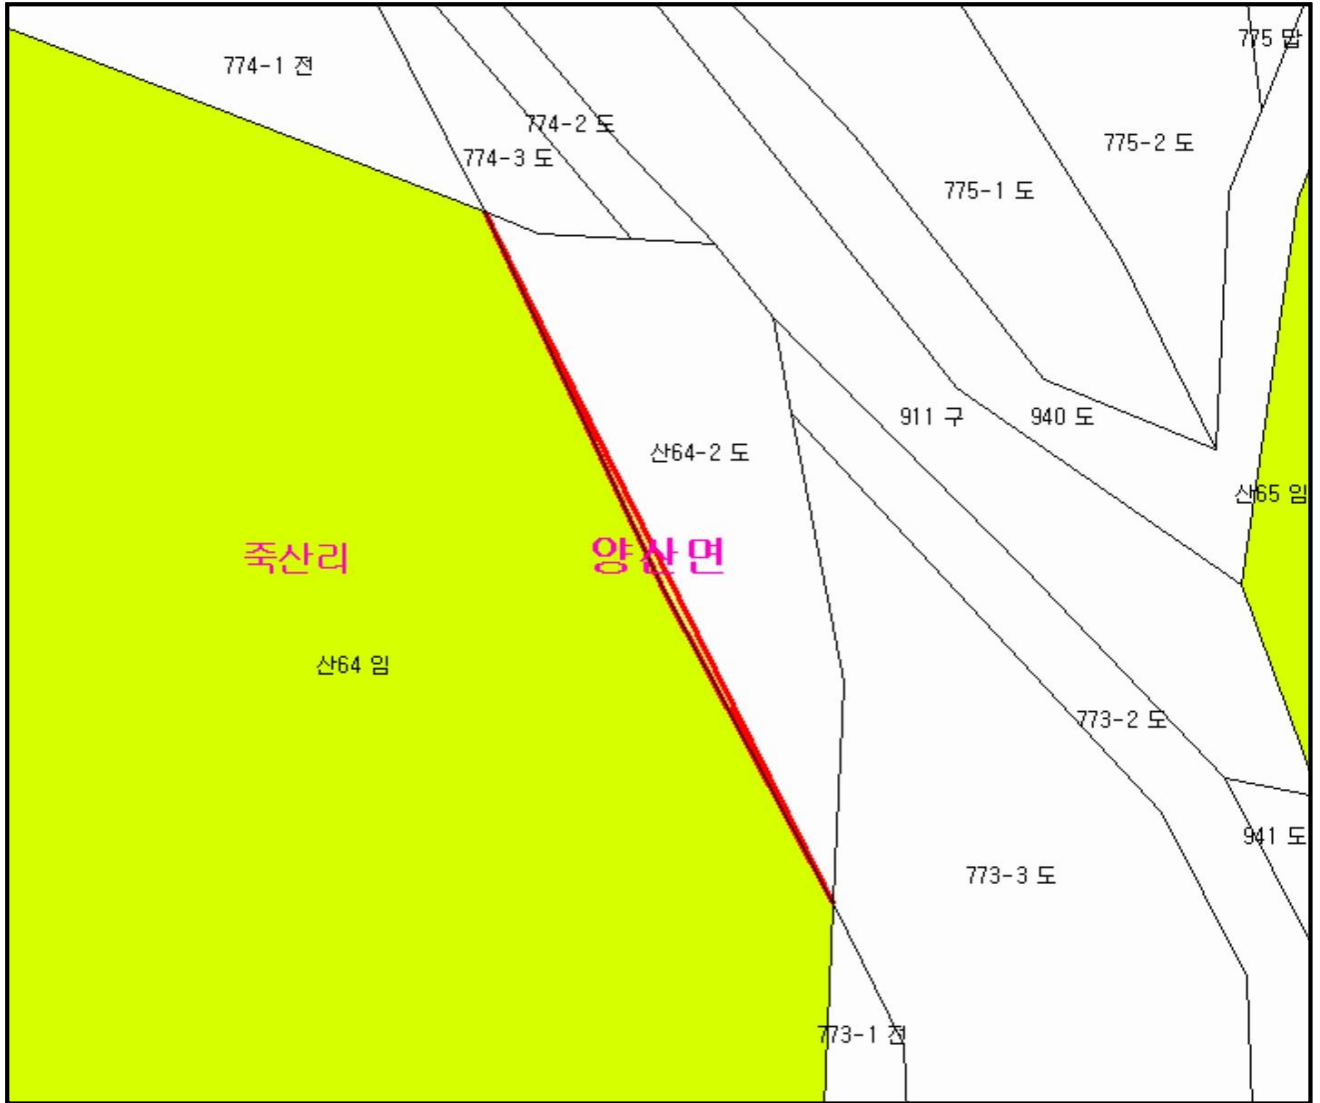 775 답
774-1 전
774-2 도
775-2 도
774-3 도
775-1 도
911 구
940 도
산64-2 도
산65 임
죽산리
양산면
산64 임
773-2 도
941 도
773-3 도
773-1 전